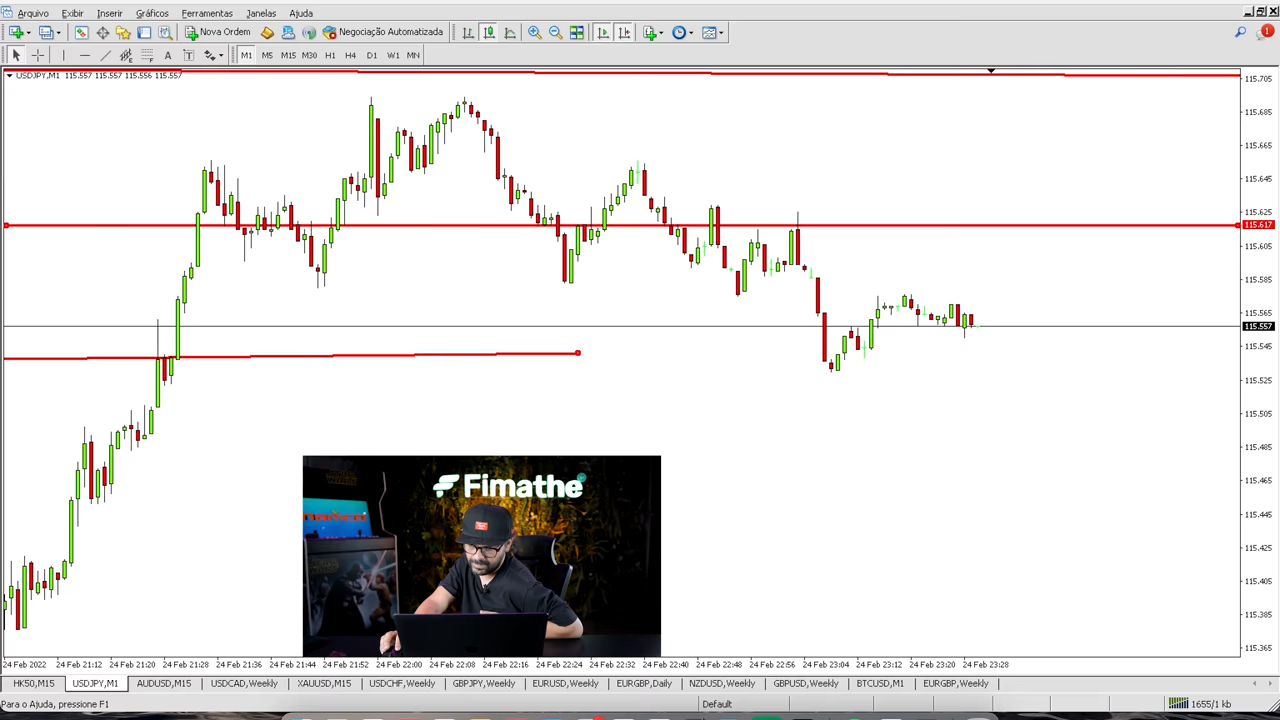 Arquivo Exibir Inserir Gráficos Ferramentas Janelas Ajuda
Nova Ordem Negociação Automatizada 1
A T M1 M5 M15 M30 H1 H4 D1 W1 MN
USDJPY,M1 115.557 115.557 115.556 115.557
115.705
115.685
115.665
115.645
115.625
115.617
115.605
115.585
115.565
115.557
115.545
115.525
115.505
115.485
115.465
115.445
115.425
115.405
115.385
115.365
Fimathe
24 Feb 2022 24 Feb 21:12 24 Feb 21:20 24 Feb 21:28 24 Feb 21:36 24 Feb 21:44 24 Feb 21:52 24 Feb 22:00 24 Feb 22:08 24 Feb 22:16 24 Feb 22:24 24 Feb 22:32 24 Feb 22:40 24 Feb 22:48 24 Feb 22:56 24 Feb 23:04 24 Feb 23:12 24 Feb 23:20 24 Feb 23:28
HK50,M15 USDJPY,M1 AUDUSD,M15 USDCAD,Weekly XAUUSD,M15 USDCHF,Weekly GBPJPY,Weekly EURUSD,Weekly EURGBP,Daily NZDUSD,Weekly GBPUSD,Weekly BTCUSD,M1 EURGBP,Weekly
Para o Ajuda, pressione F1 Default 1655/1 kb